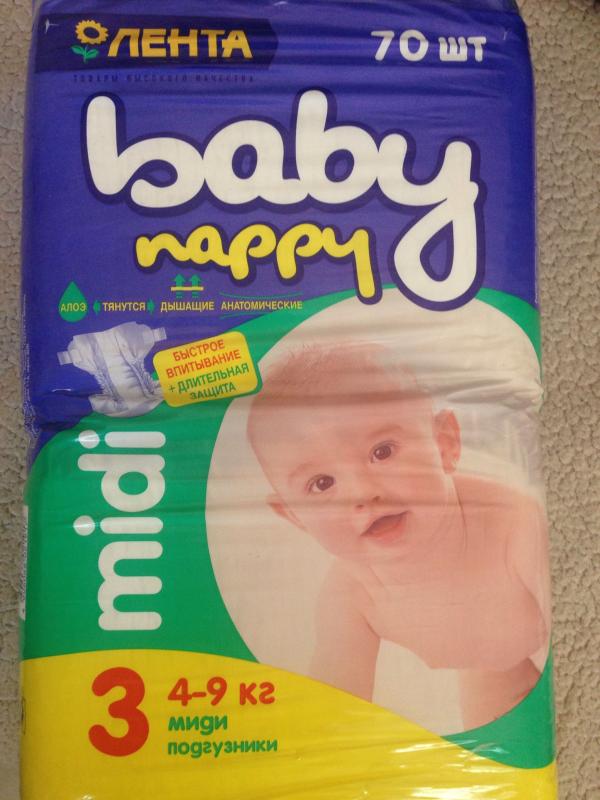 ЛЕНТА
70 шт
ТОВАРЫ ВЫСОКОГО КАЧЕСТВА
baby
nappy
АЛОЭ
ТЯНУТСЯ
ДЫШАЩИЕ
АНАТОМИЧЕСКИЕ
БЫСТРОЕ
ВПИТЫВАНИЕ
+ ДЛИТЕЛЬНАЯ
ЗАЩИТА
midi
3
4-9 кг
миди
подгузники